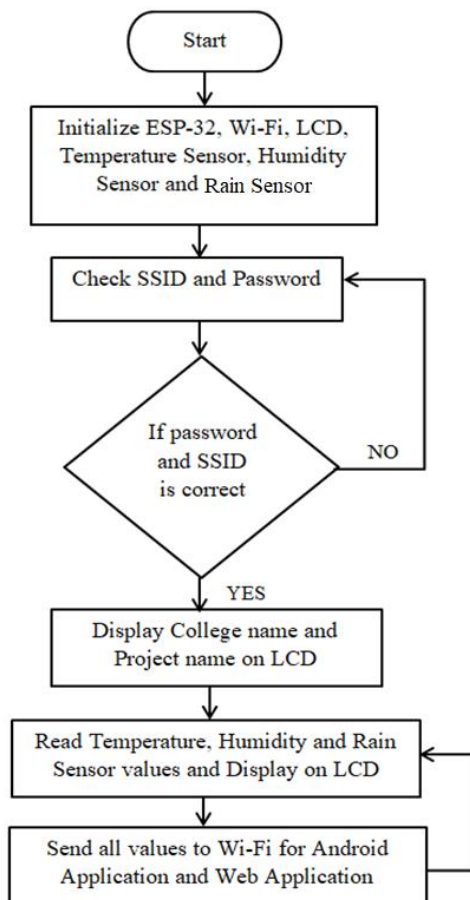 Start
Initialize ESP-32, Wi-Fi, LCD,
Temperature Sensor, Humidity
Sensor and Rain Sensor
Check SSID and Password
If password
and SSID
is correct
NO
YES
Display College name and
Project name on LCD
Read Temperature, Humidity and Rain
Sensor values and Display on LCD
Send all values to Wi-Fi for Android
Application and Web Application